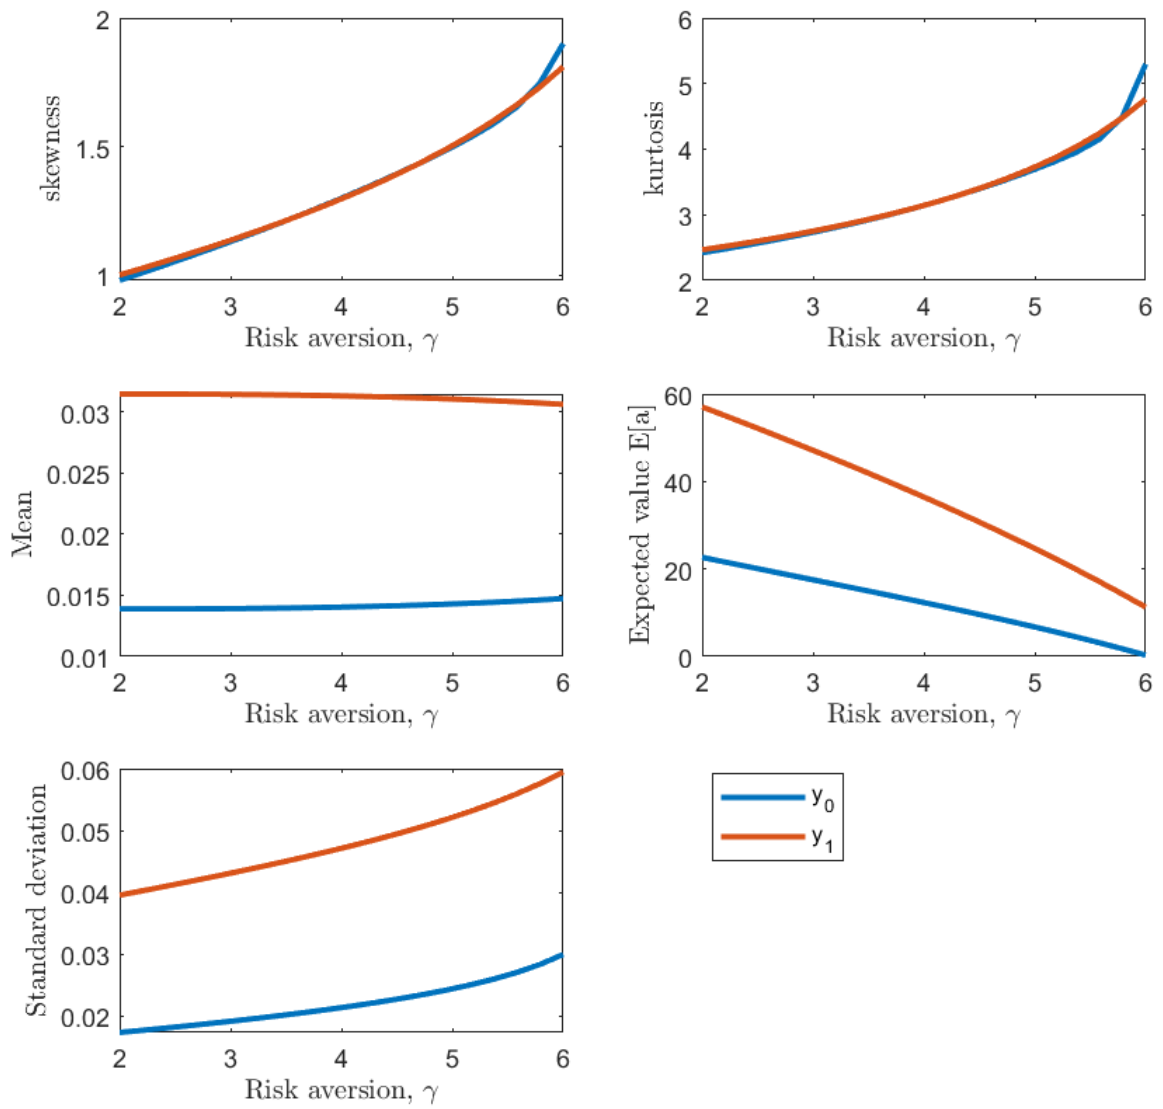 2
1.5
1
skewness
2 3 4 5 6
Risk aversion, γ
6
5
4
3
2
kurtosis
2 3 4 5 6
Risk aversion, γ
0.03
0.025
0.02
0.015
0.01
Mean
2 3 4 5 6
Risk aversion, γ
60
40
20
0
Expected value E[a]
2 3 4 5 6
Risk aversion, γ
0.06
0.05
0.04
0.03
0.02
Standard deviation
2 3 4 5 6
Risk aversion, γ
y_0
y_1